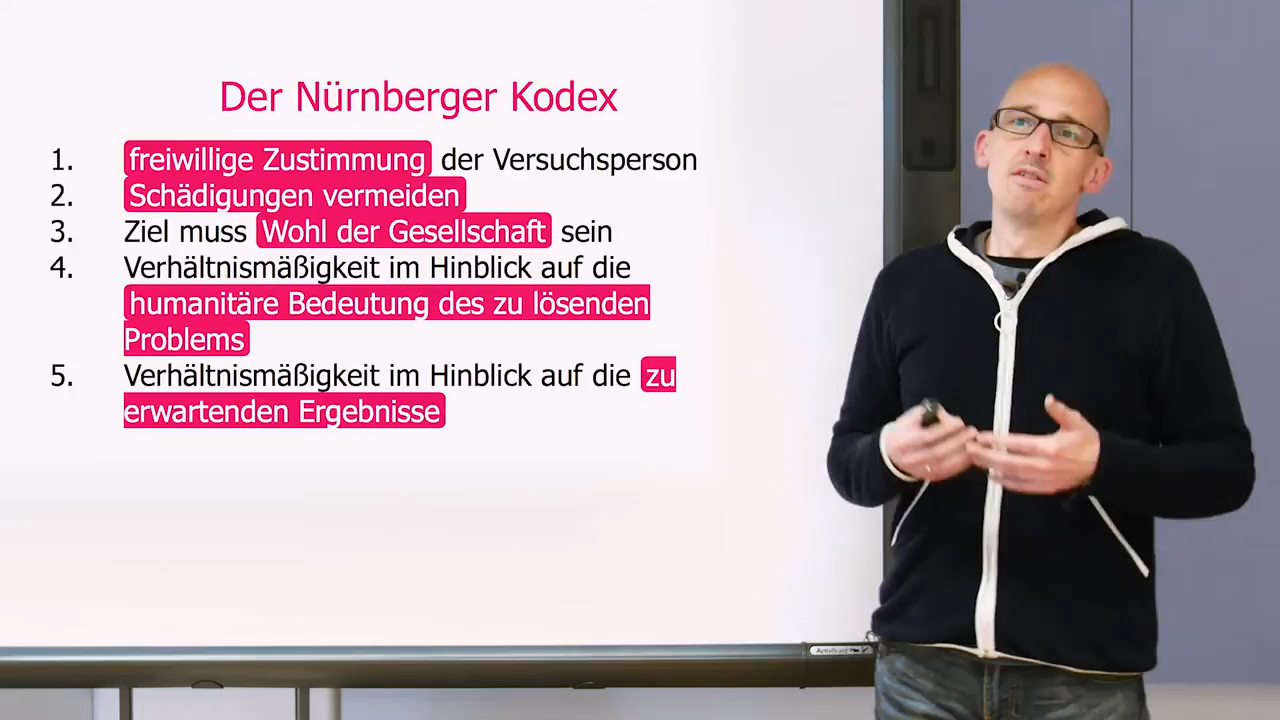 Der Nürnberger Kodex
1. freiwillige Zustimmung der Versuchsperson
2. Schädigungen vermeiden
3. Ziel muss Wohl der Gesellschaft sein
4. Verhältnismäßigkeit im Hinblick auf die
humanitäre Bedeutung des zu lösenden
Problems
5. Verhältnismäßigkeit im Hinblick auf die zu
erwartenden Ergebnisse
ActivBoard